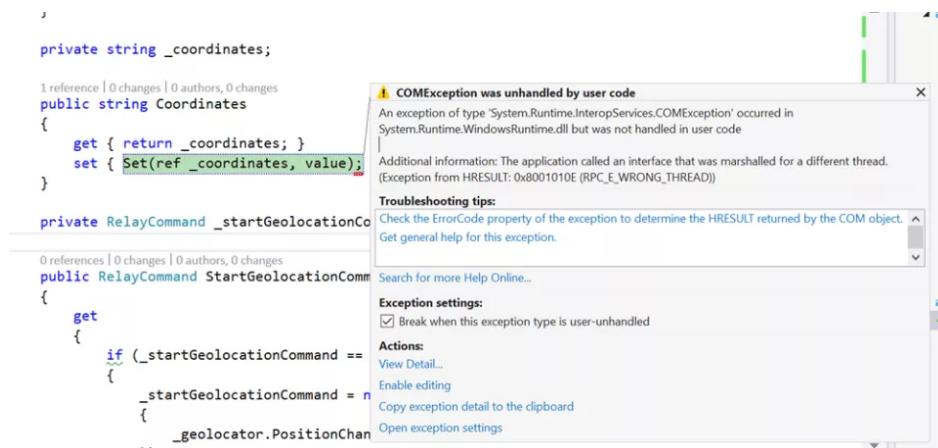 }
private string _coordinates;
1 reference | 0 changes | 0 authors, 0 changes
public string Coordinates
{
get { return _coordinates; }
set { Set(ref _coordinates, value);
}
private RelayCommand _startGeolocationCo
0 references | 0 changes | 0 authors, 0 changes
public RelayCommand StartGeolocationComm
{
get
{
if (_startGeolocationCommand ==
{
_startGeolocationCommand = n
{
_geolocator.PositionChan
COMException was unhandled by user code
An exception of type 'System.Runtime.InteropServices.COMException' occurred in
System.Runtime.WindowsRuntime.dll but was not handled in user code
Additional information: The application called an interface that was marshalled for a different thread.
(Exception from HRESULT: 0x8001010E (RPC_E_WRONG_THREAD))
Troubleshooting tips:
Check the ErrorCode property of the exception to determine the HRESULT returned by the COM object.
Get general help for this exception.
Search for more Help Online...
Exception settings:
Break when this exception type is user-unhandled
Actions:
View Detail...
Enable editing
Copy exception detail to the clipboard
Open exception settings